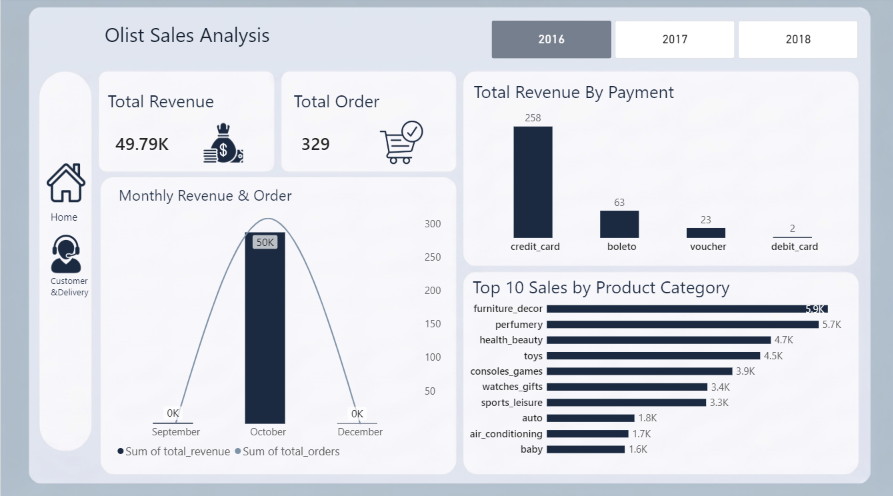 Olist Sales Analysis
2016
2017
2018
Home
Customer
&Delivery
Total Revenue
49.79K
$
Total Order
329
Monthly Revenue & Order
300
250
200
150
100
50
50K
0K
0K
September
October
December
Sum of total_revenue
Sum of total_orders
Total Revenue By Payment
258
63
23
2
credit_card
boleto
voucher
debit_card
Top 10 Sales by Product Category
furniture_decor 5.9K
perfumery 5.7K
health_beauty 4.7K
toys 4.5K
consoles_games 3.9K
watches_gifts 3.4K
sports_leisure 3.3K
auto 1.8K
air_conditioning 1.7K
baby 1.6K